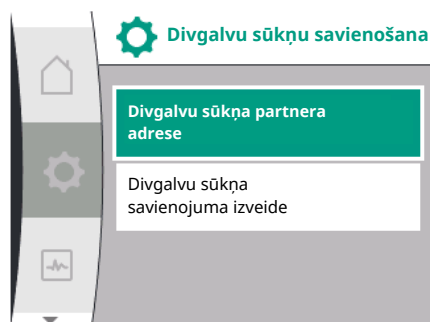 Divgalvu sūkņu savienošana
Divgalvu sūkņa partnera
adrese
Divgalvu sūkņa
savienojuma izveide